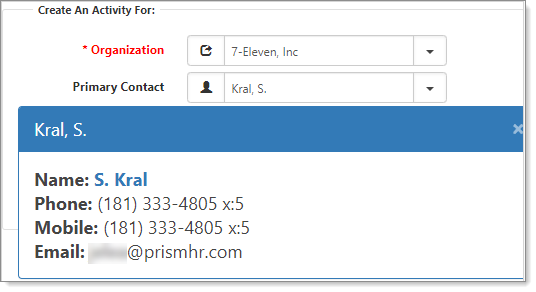 Create An Activity For:
* Organization 7-Eleven, Inc
Primary Contact Kral, S.
Kral, S. ×
Name: S. Kral
Phone: (181) 333-4805 x:5
Mobile: (181) 333-4805 x:5
Email: @prismhr.com